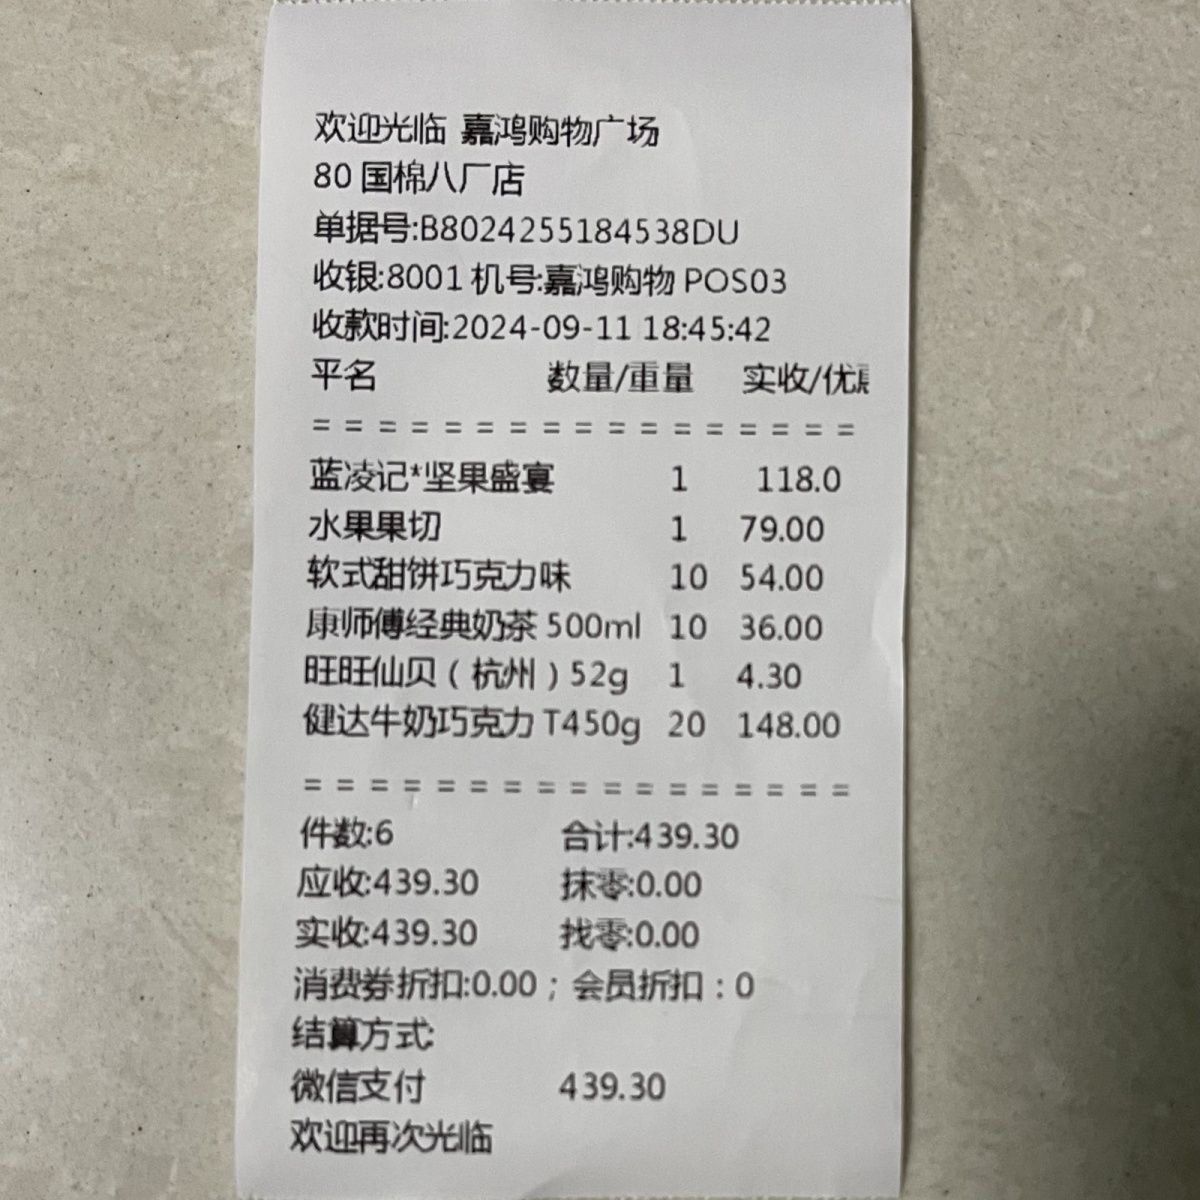 欢迎光临 嘉鸿购物广场
80 国棉八厂店
单据号:B8024255184538DU
收银:8001 机号:嘉鸿购物 POS03
收款时间:2024-09-11 18:45:42
平名 数量/重量 实收/优惠
= = = = = = = = = = = = = = = = =
蓝凌记*坚果盛宴 1 118.0
水果果切 1 79.00
软式甜饼巧克力味 10 54.00
康师傅经典奶茶 500ml 10 36.00
旺旺仙贝（杭州）52g 1 4.30
健达牛奶巧克力 T450g 20 148.00
= = = = = = = = = = = = = = = = =
件数:6 合计:439.30
应收:439.30 抹零:0.00
实收:439.30 找零:0.00
消费券折扣:0.00；会员折扣：0
结算方式:
微信支付 439.30
欢迎再次光临